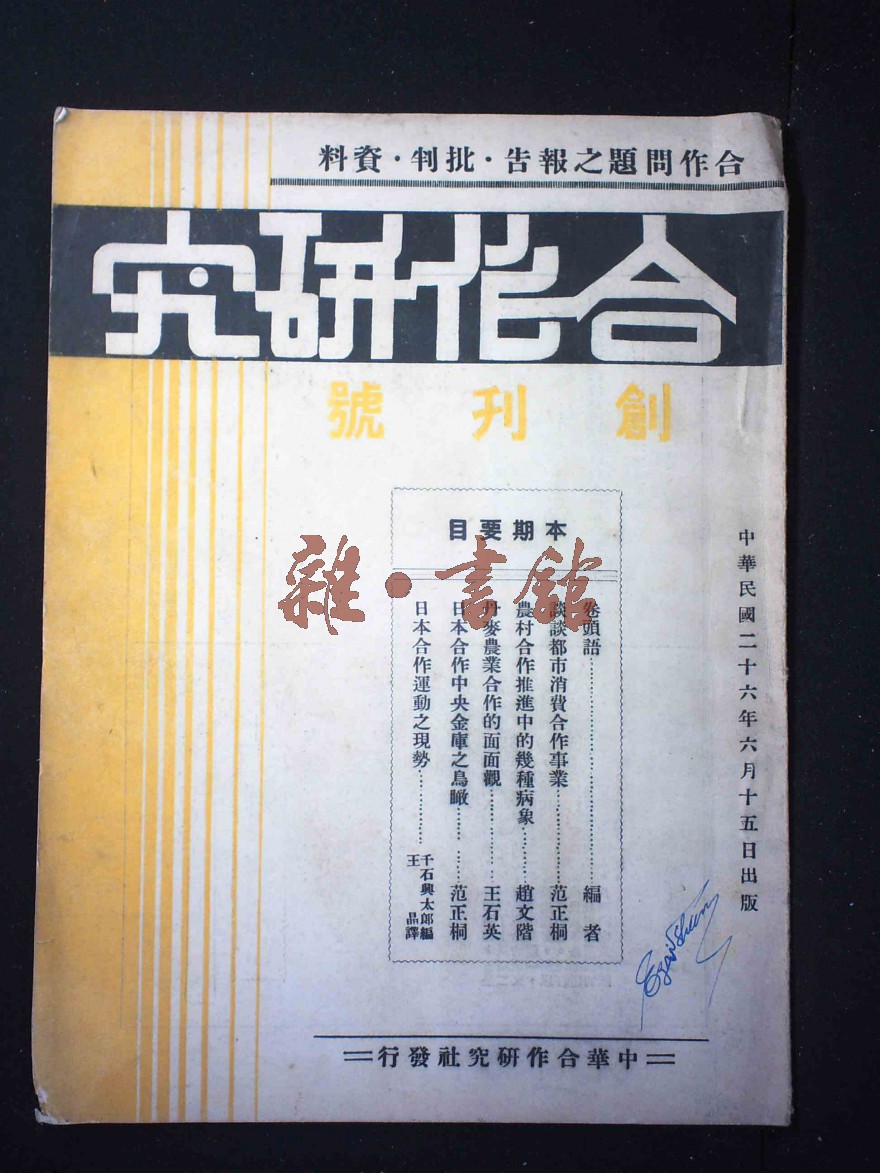 合作問題之報告·批判·資料
合作研究
創刊號
本期要目
卷頭語……編者
談談都市消費合作事業……范正桐
農村合作推進中的幾種病象……趙文階
丹麥農業合作的面面觀……王石英
日本合作中央金庫之鳥瞰……范正桐
日本合作運動之現勢……千石興太郎編 王晶譯
中華民國二十六年六月十五日出版
中華合作研究社發行
雜·書館